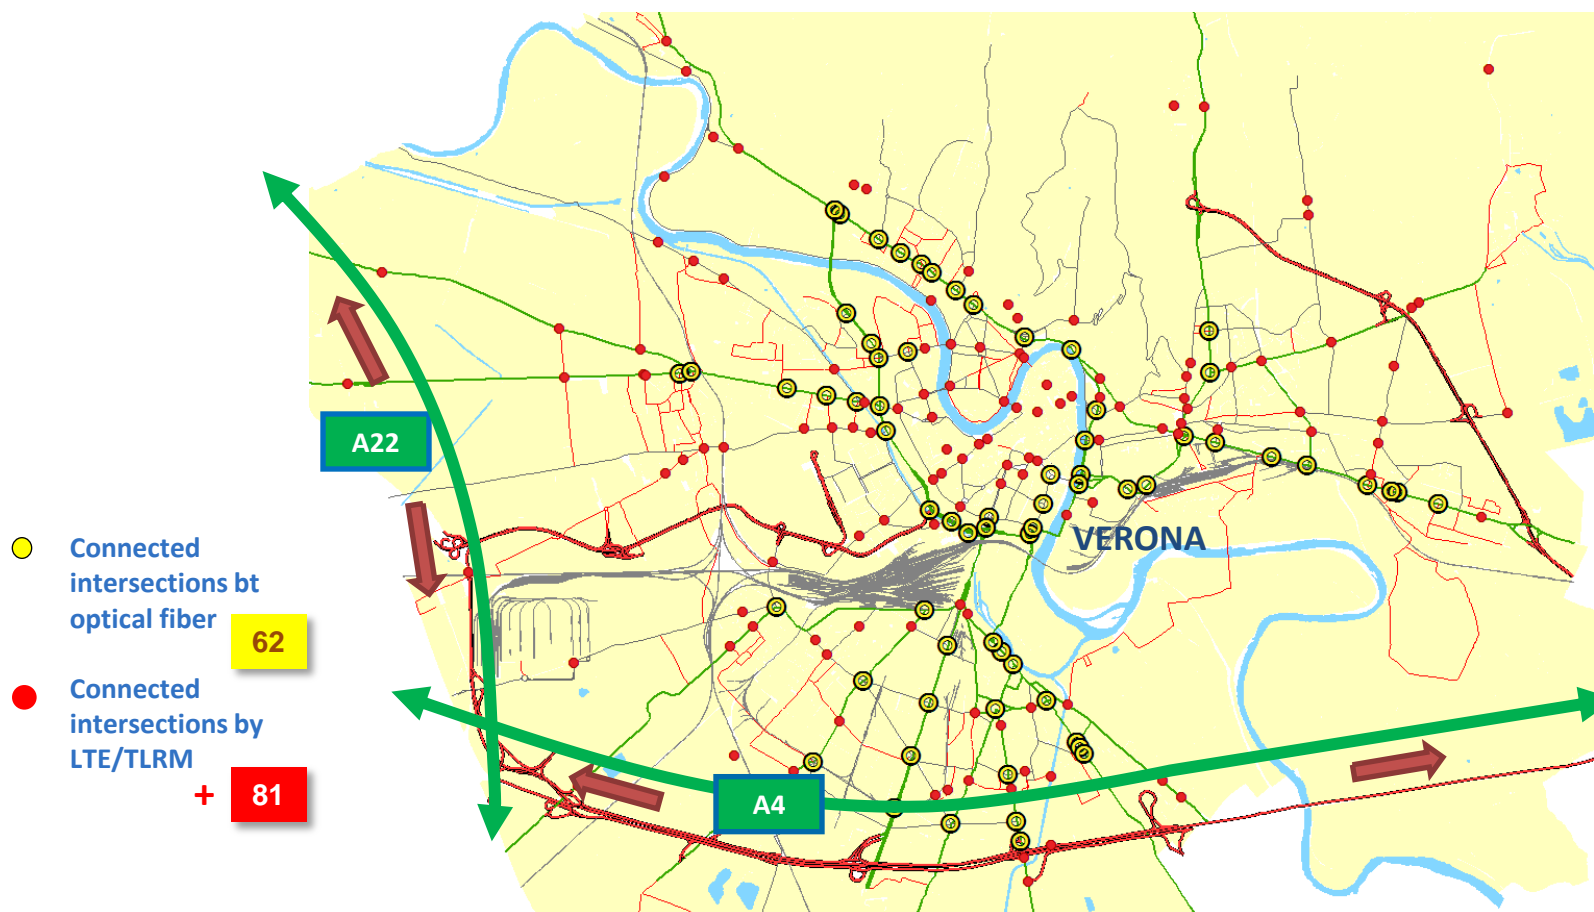 A22
Connected
intersections bt
optical fiber
62
Connected
intersections by
LTE/TLRM
+ 81
VERONA
A4